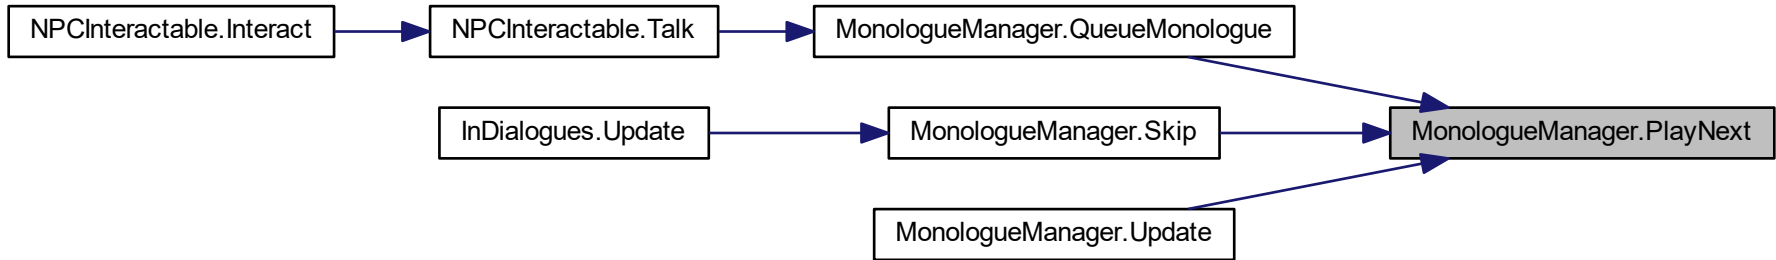 NPCInteractable.Interact
NPCInteractable.Talk
MonologueManager.QueueMonologue
InDialogues.Update
MonologueManager.Skip
MonologueManager.PlayNext
MonologueManager.Update